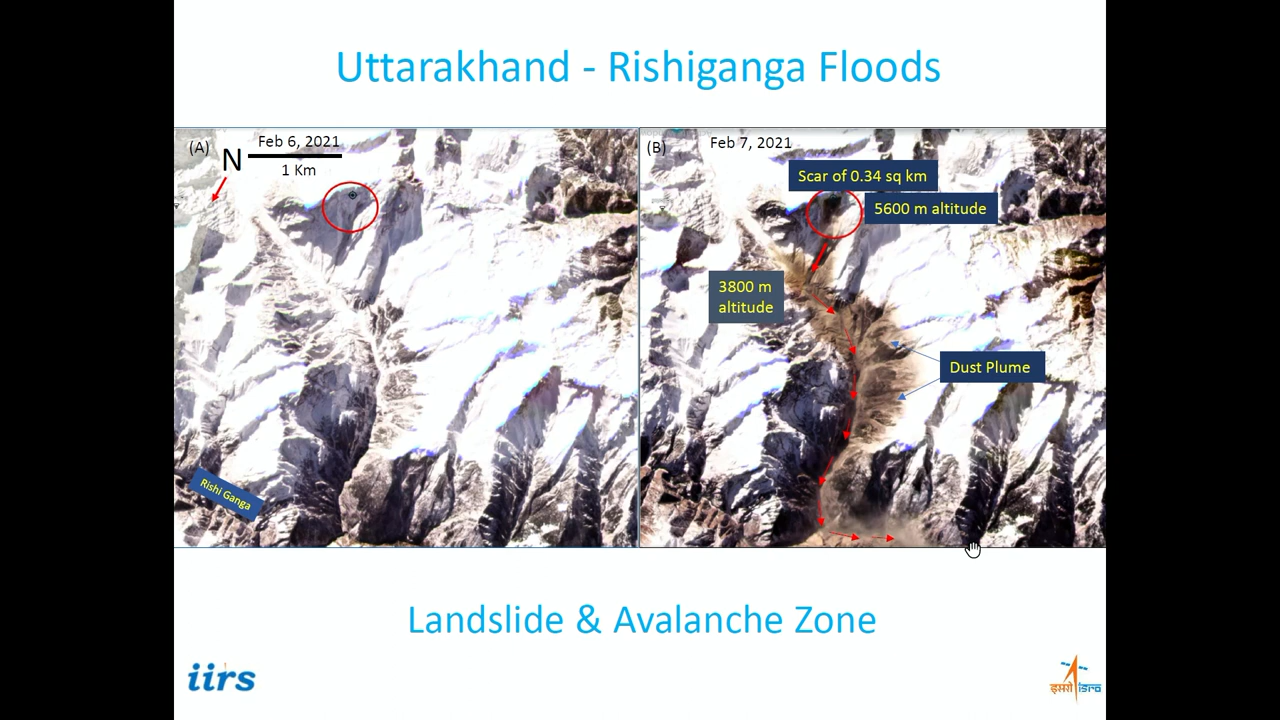 Uttarakhand - Rishiganga Floods
(A)
Feb 6, 2021
N
1 Km
Rishi Ganga
(B)
Feb 7, 2021
Scar of 0.34 sq km
5600 m altitude
3800 m
altitude
Dust Plume
Landslide & Avalanche Zone
iirs
इसरो isro